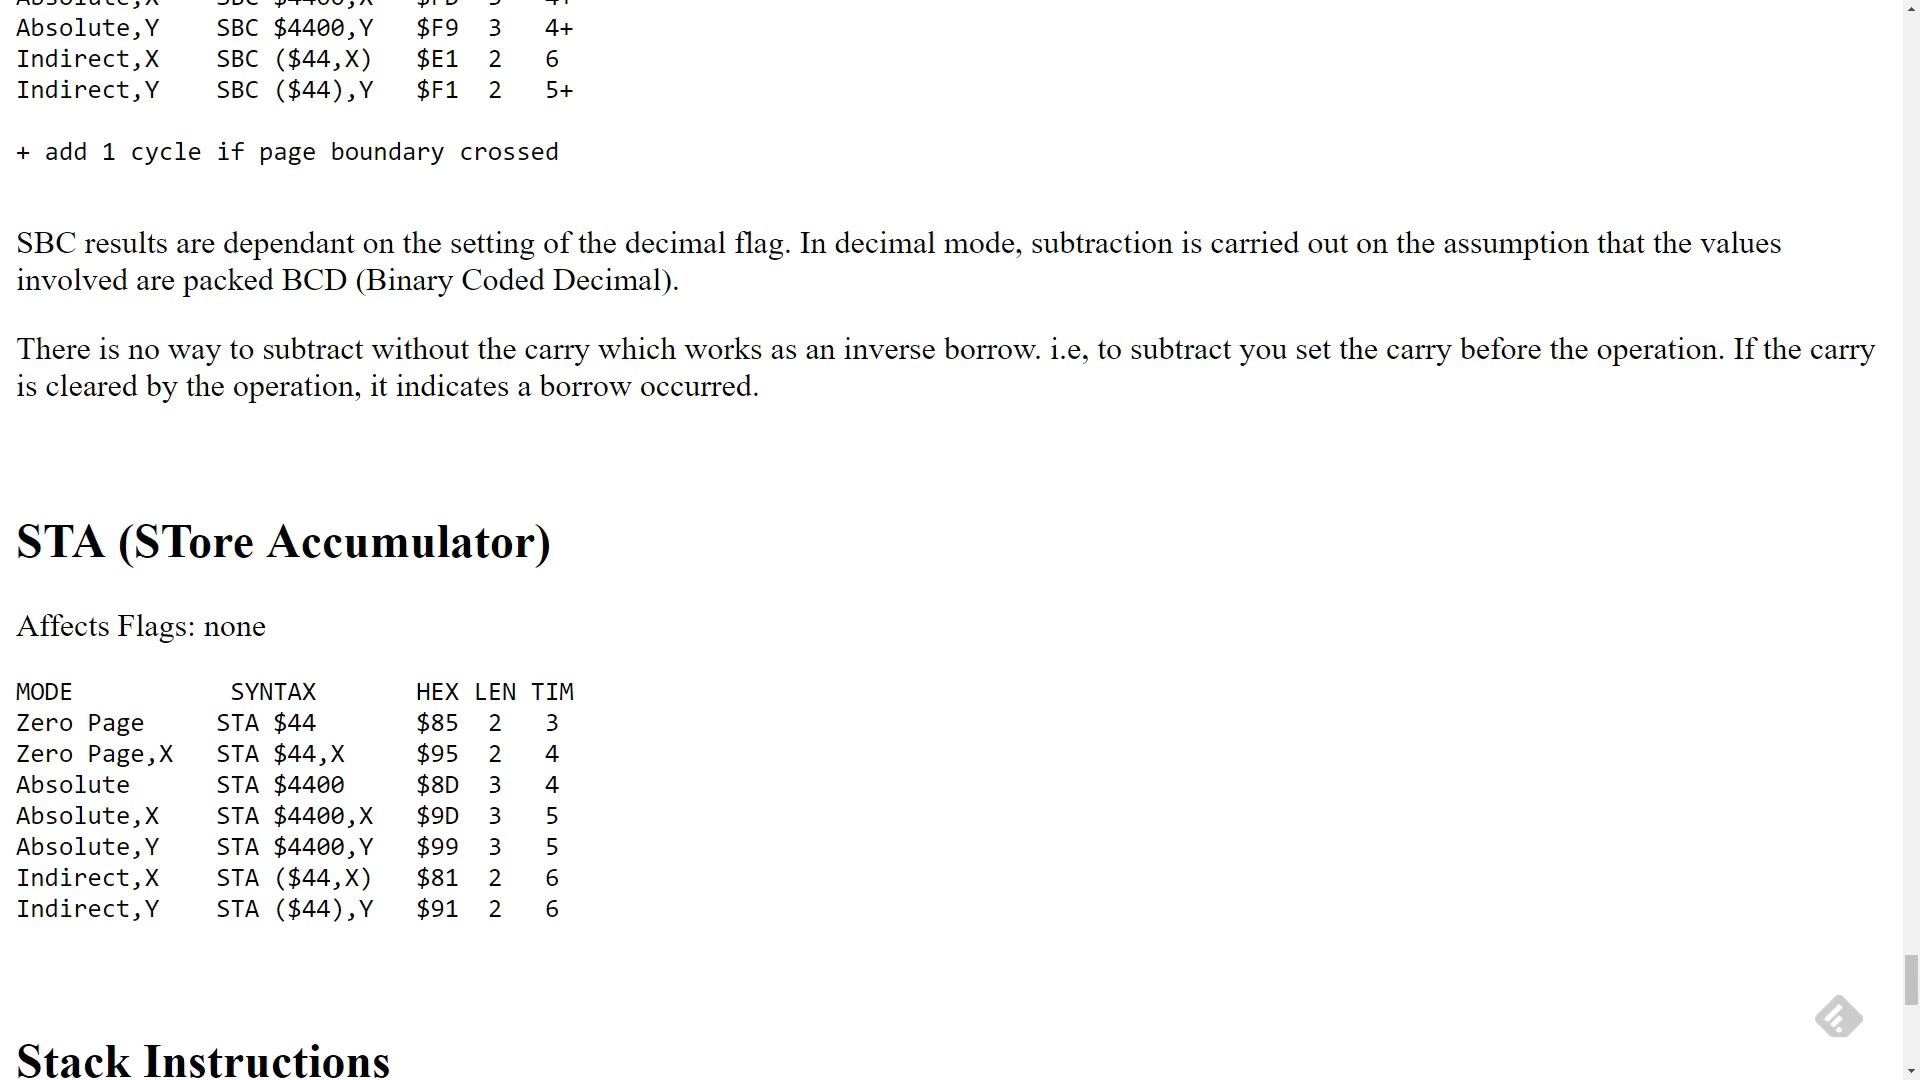 Absolute,X    SBC $4400,X   $FD  3   4+
Absolute,Y    SBC $4400,Y   $F9  3   4+
Indirect,X    SBC ($44,X)   $E1  2   6
Indirect,Y    SBC ($44),Y   $F1  2   5+
+ add 1 cycle if page boundary crossed
SBC results are dependant on the setting of the decimal flag. In decimal mode, subtraction is carried out on the assumption that the values
involved are packed BCD (Binary Coded Decimal).
There is no way to subtract without the carry which works as an inverse borrow. i.e, to subtract you set the carry before the operation. If the carry
is cleared by the operation, it indicates a borrow occurred.
STA (STore Accumulator)
Affects Flags: none
MODE           SYNTAX       HEX LEN TIM
Zero Page     STA $44       $85  2   3
Zero Page,X   STA $44,X     $95  2   4
Absolute      STA $4400     $8D  3   4
Absolute,X    STA $4400,X   $9D  3   5
Absolute,Y    STA $4400,Y   $99  3   5
Indirect,X    STA ($44,X)   $81  2   6
Indirect,Y    STA ($44),Y   $91  2   6
Stack Instructions